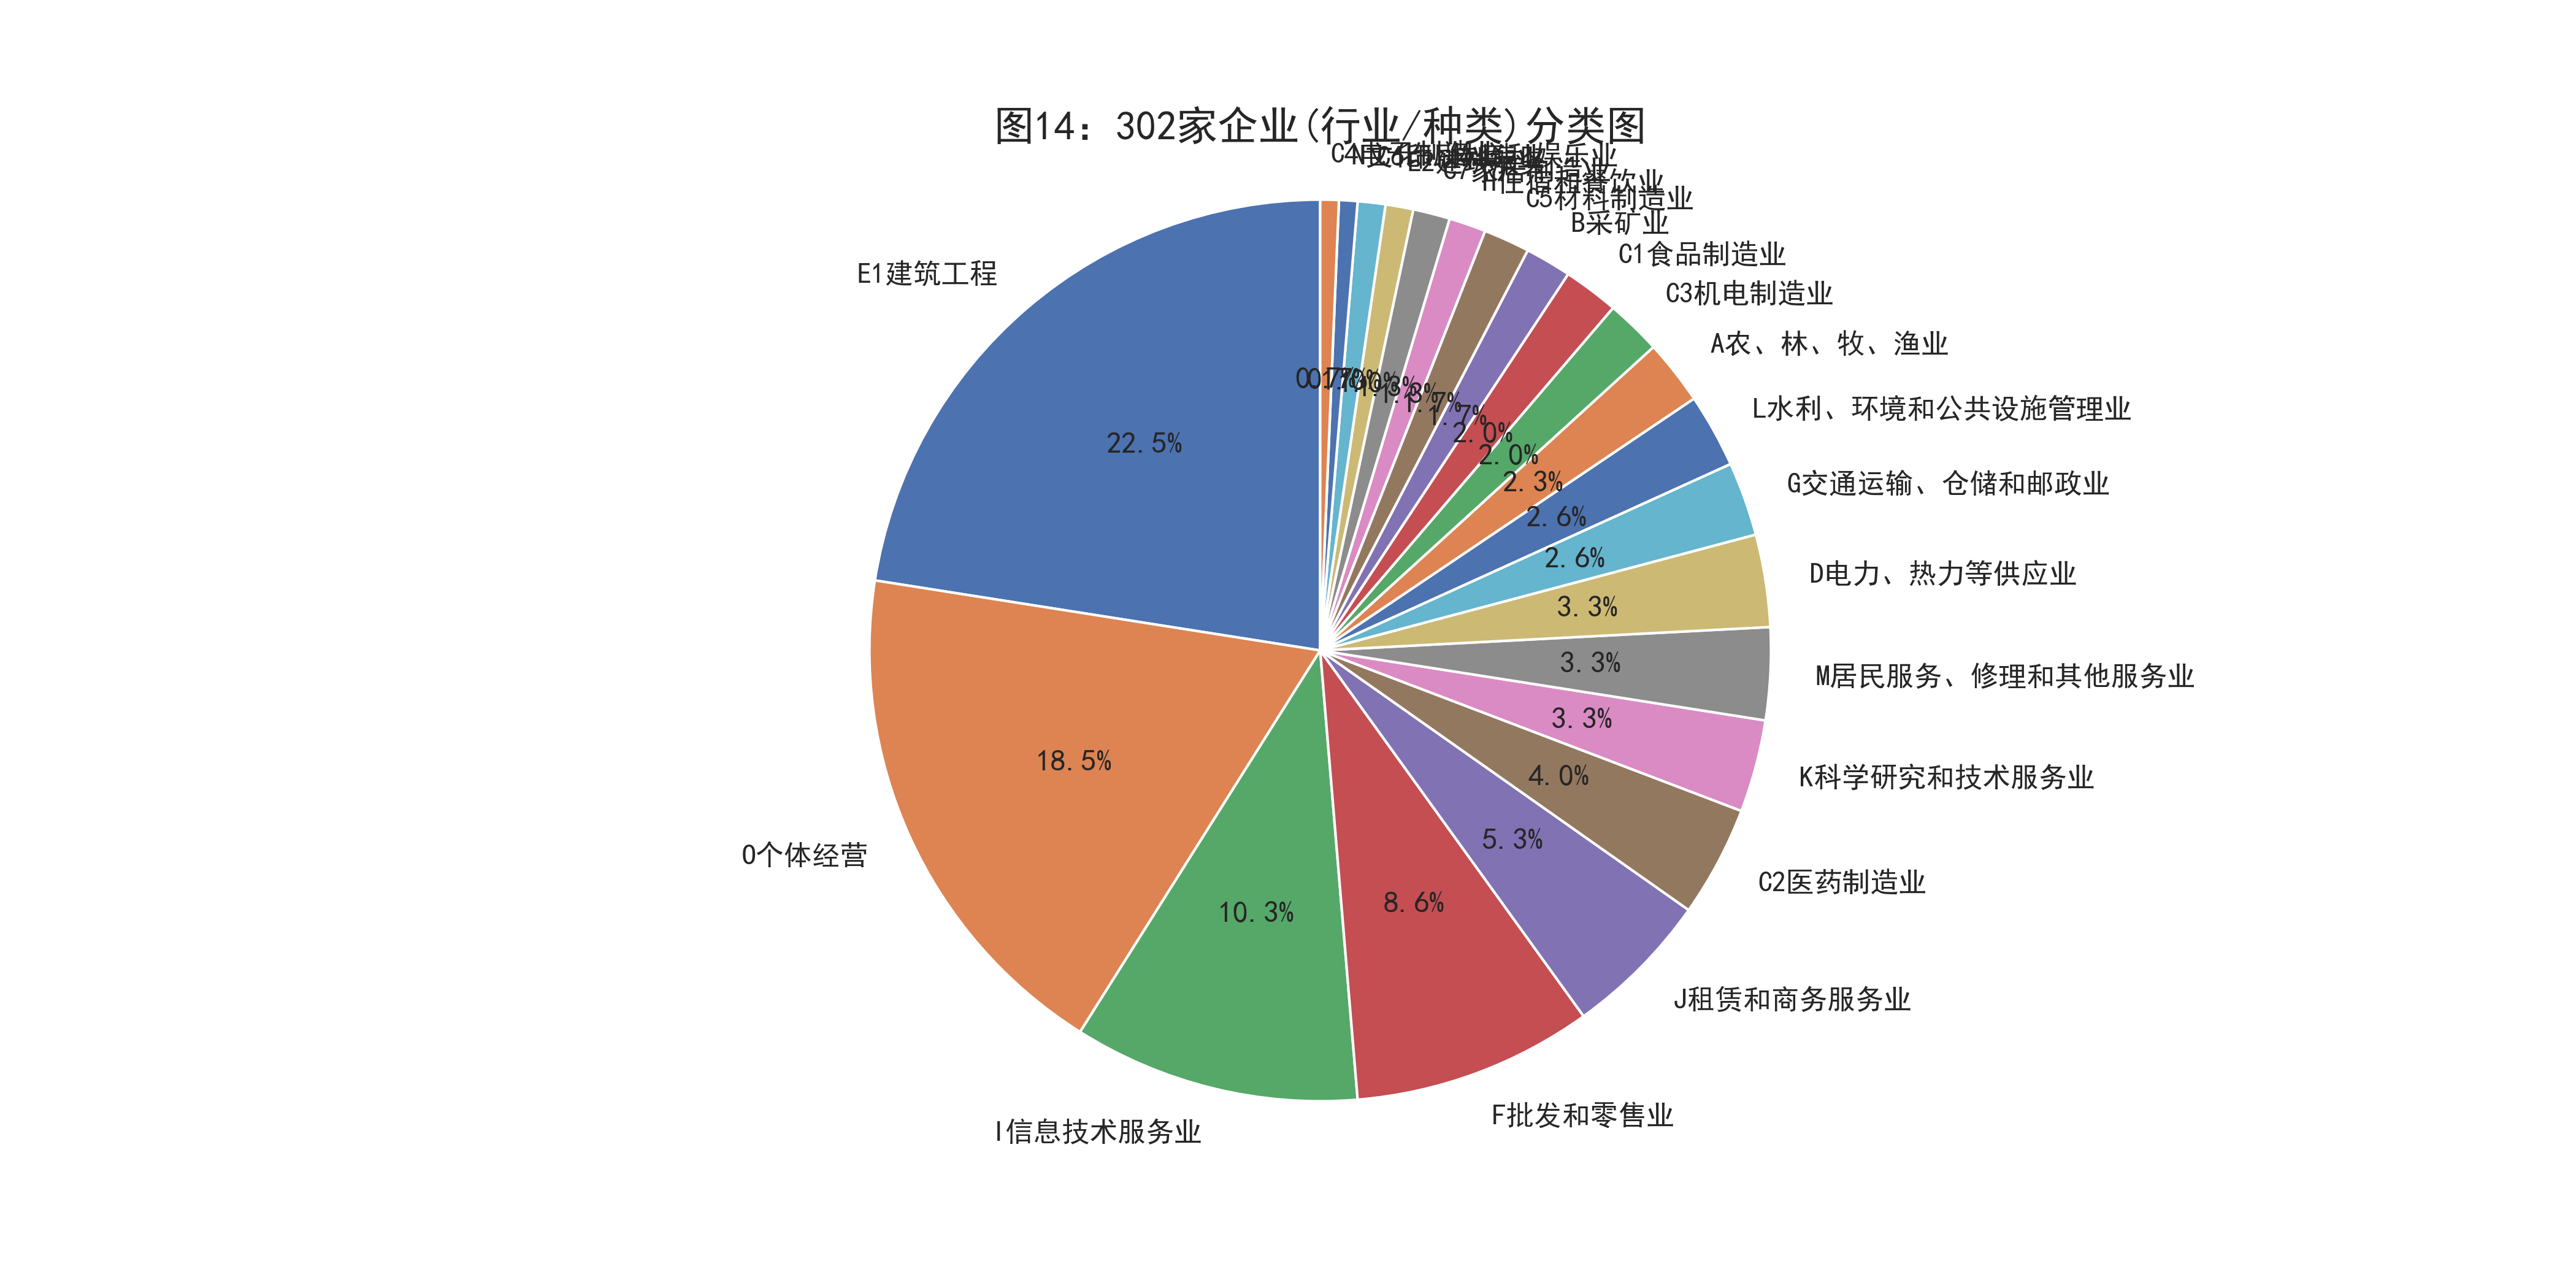 图14：302家企业(行业/种类)分类图
C5材料制造业
B采矿业
C1食品制造业
C3机电制造业
A农、林、牧、渔业
L水利、环境和公共设施管理业
G交通运输、仓储和邮政业
D电力、热力等供应业
M居民服务、修理和其他服务业
K科学研究和技术服务业
C2医药制造业
J租赁和商务服务业
F批发和零售业
I信息技术服务业
O个体经营
E1建筑工程
22.5%
18.5%
10.3%
8.6%
5.3%
4.0%
3.3%
3.3%
3.3%
2.6%
2.6%
2.3%
2.0%
2.0%
1.7%